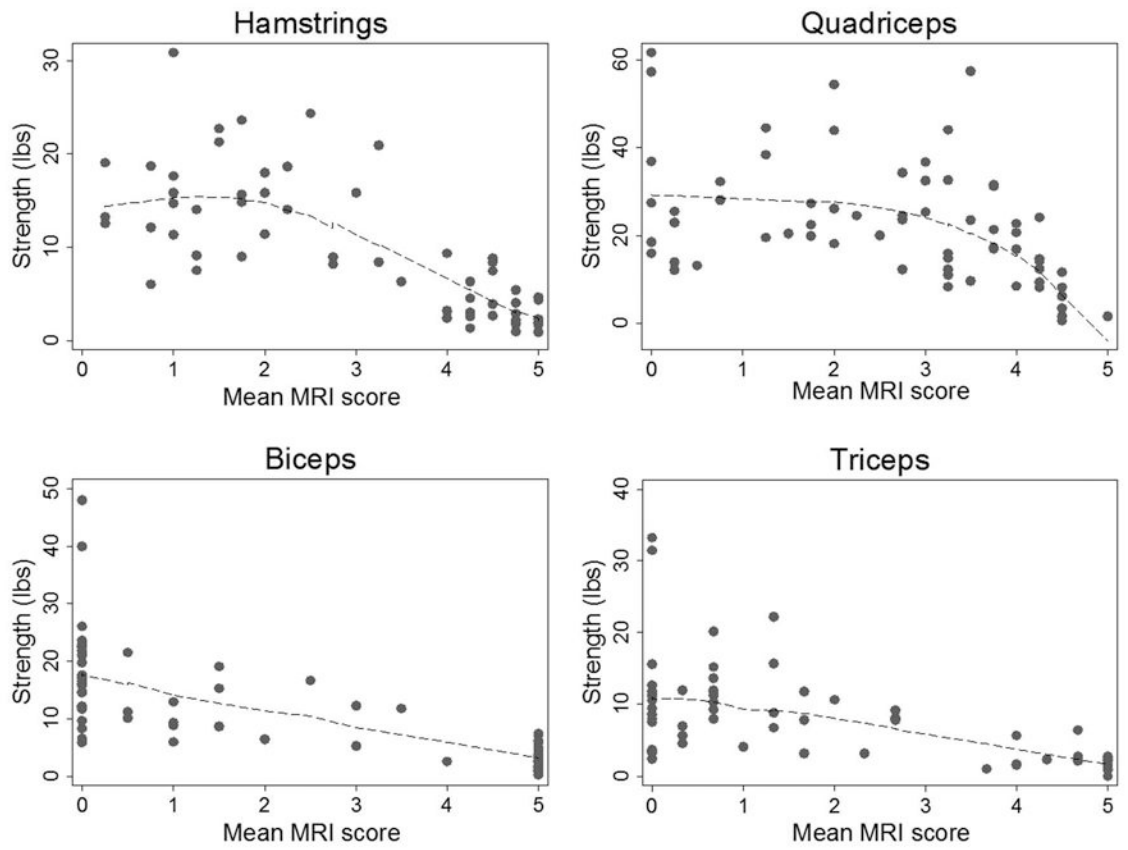 Hamstrings
Strength (lbs)
30
20
10
0
0 1 2 3 4 5
Mean MRI score
Quadriceps
Strength (lbs)
60
40
20
0
0 1 2 3 4 5
Mean MRI score
Biceps
Strength (lbs)
50
40
30
20
10
0
0 1 2 3 4 5
Mean MRI score
Triceps
Strength (lbs)
40
30
20
10
0
0 1 2 3 4 5
Mean MRI score